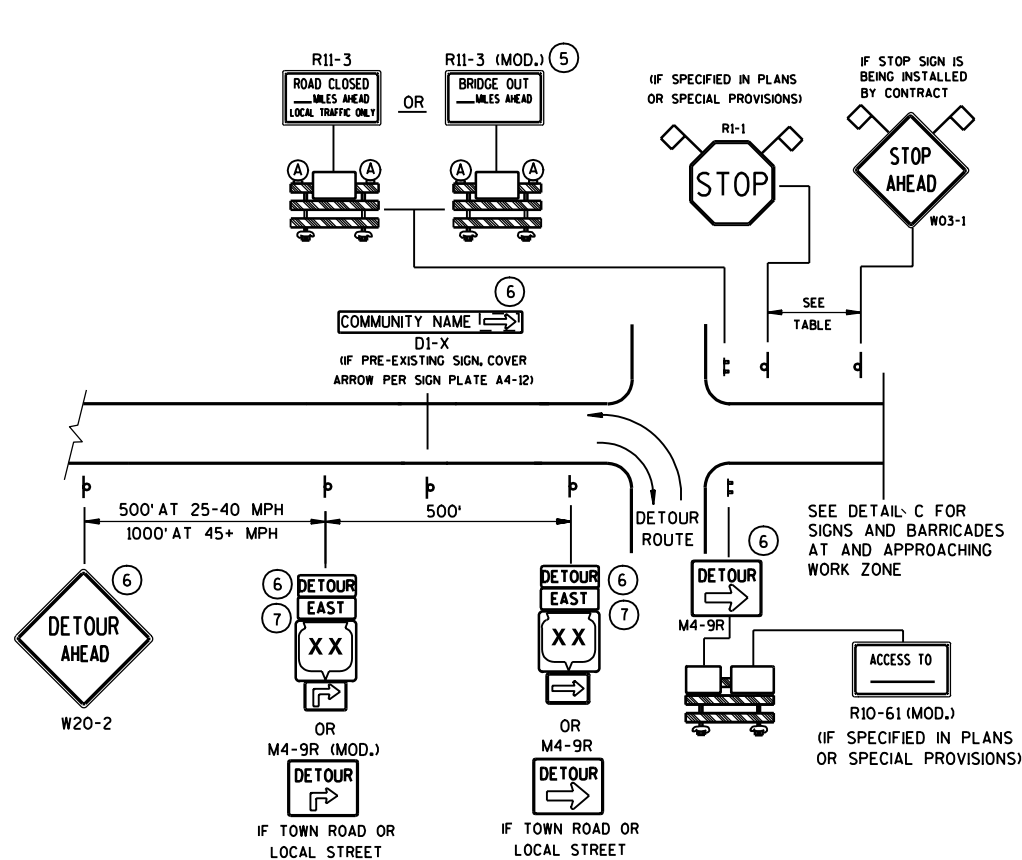 R11-3
ROAD CLOSED
___MILES AHEAD
LOCAL TRAFFIC ONLY
OR
R11-3 (MOD.)
5
BRIDGE OUT
___MILES AHEAD
A
A
A
A
(IF SPECIFIED IN PLANS
OR SPECIAL PROVISIONS)
R1-1
STOP
IF STOP SIGN IS
BEING INSTALLED
BY CONTRACT
STOP
AHEAD
W03-1
SEE
TABLE
6
COMMUNITY NAME
D1-X
(IF PRE-EXISTING SIGN, COVER
ARROW PER SIGN PLATE A4-12)
500' AT 25-40 MPH
1000' AT 45+ MPH
500'
DETOUR
ROUTE
SEE DETAIL C FOR
SIGNS AND BARRICADES
AT AND APPROACHING
WORK ZONE
6
DETOUR
AHEAD
W20-2
6
7
DETOUR
EAST
XX
OR
M4-9R (MOD.)
DETOUR
IF TOWN ROAD OR
LOCAL STREET
DETOUR
EAST
6
7
XX
OR
M4-9R
DETOUR
IF TOWN ROAD OR
LOCAL STREET
6
DETOUR
M4-9R
ACCESS TO
R10-61 (MOD.)
(IF SPECIFIED IN PLANS
OR SPECIAL PROVISIONS)